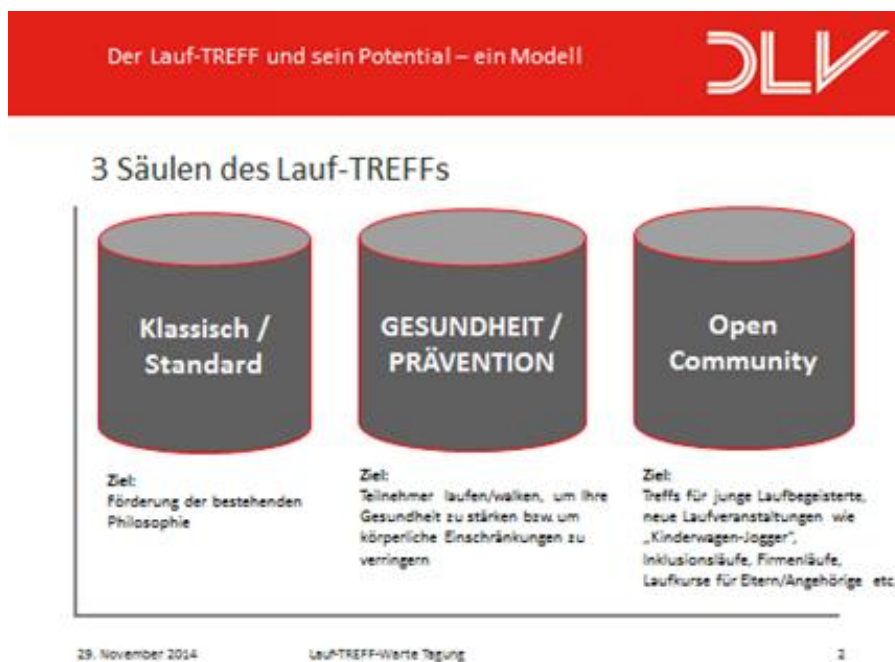 Der Lauf-TREFF und sein Potential – ein Modell
DLV
3 Säulen des Lauf-TREFFs
Klassisch /
Standard
Ziel:
Förderung der bestehenden
Philosophie
GESUNDHEIT /
PRÄVENTION
Ziel:
Teilnehmer laufen/walken, um Ihre
Gesundheit zu stärken bzw. um
körperliche Einschränkungen zu
verringern
Open
Community
Ziel:
Treffs für junge Laufbegeisterte,
neue Laufveranstaltungen wie
„Kinderwagen-Jogger",
Inklusionsläufe, Firmenläufe,
Laufkurse für Eltern/Angehörige etc
29. November 2014
Lauf-TREFF-Warte Tagung
2